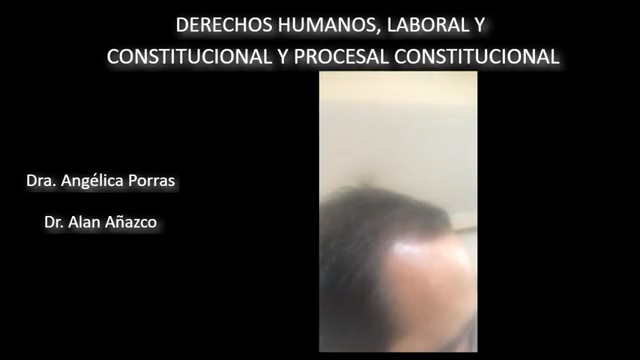 DERECHOS HUMANOS, LABORAL Y
CONSTITUCIONAL Y PROCESAL CONSTITUCIONAL
Dra. Angélica Porras
Dr. Alan Añazco